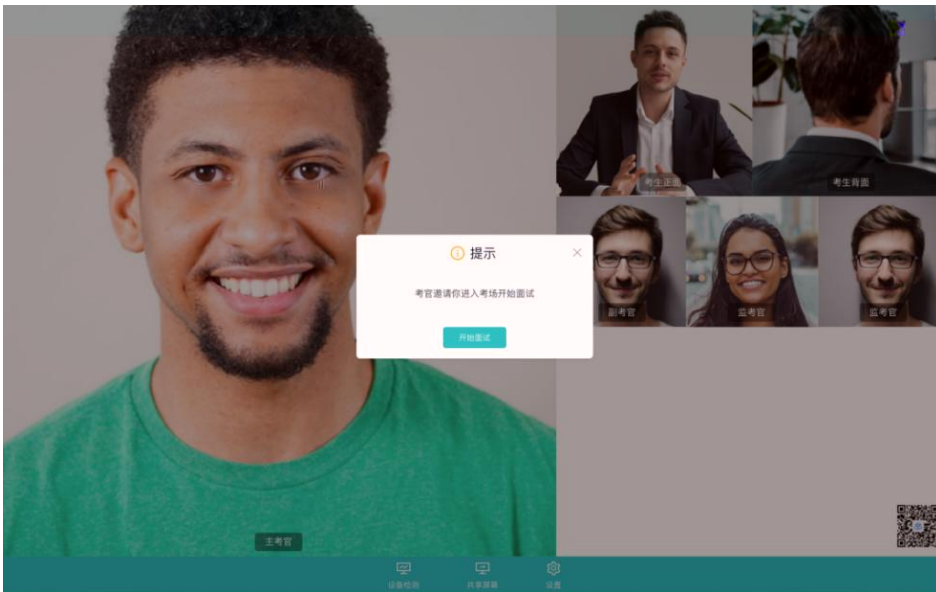 考生正面
考生背面
提示
考官邀请你进入考场开始面试
开始面试
副考官
监考官
监考官
主考官
设备检测
共享屏幕
设置